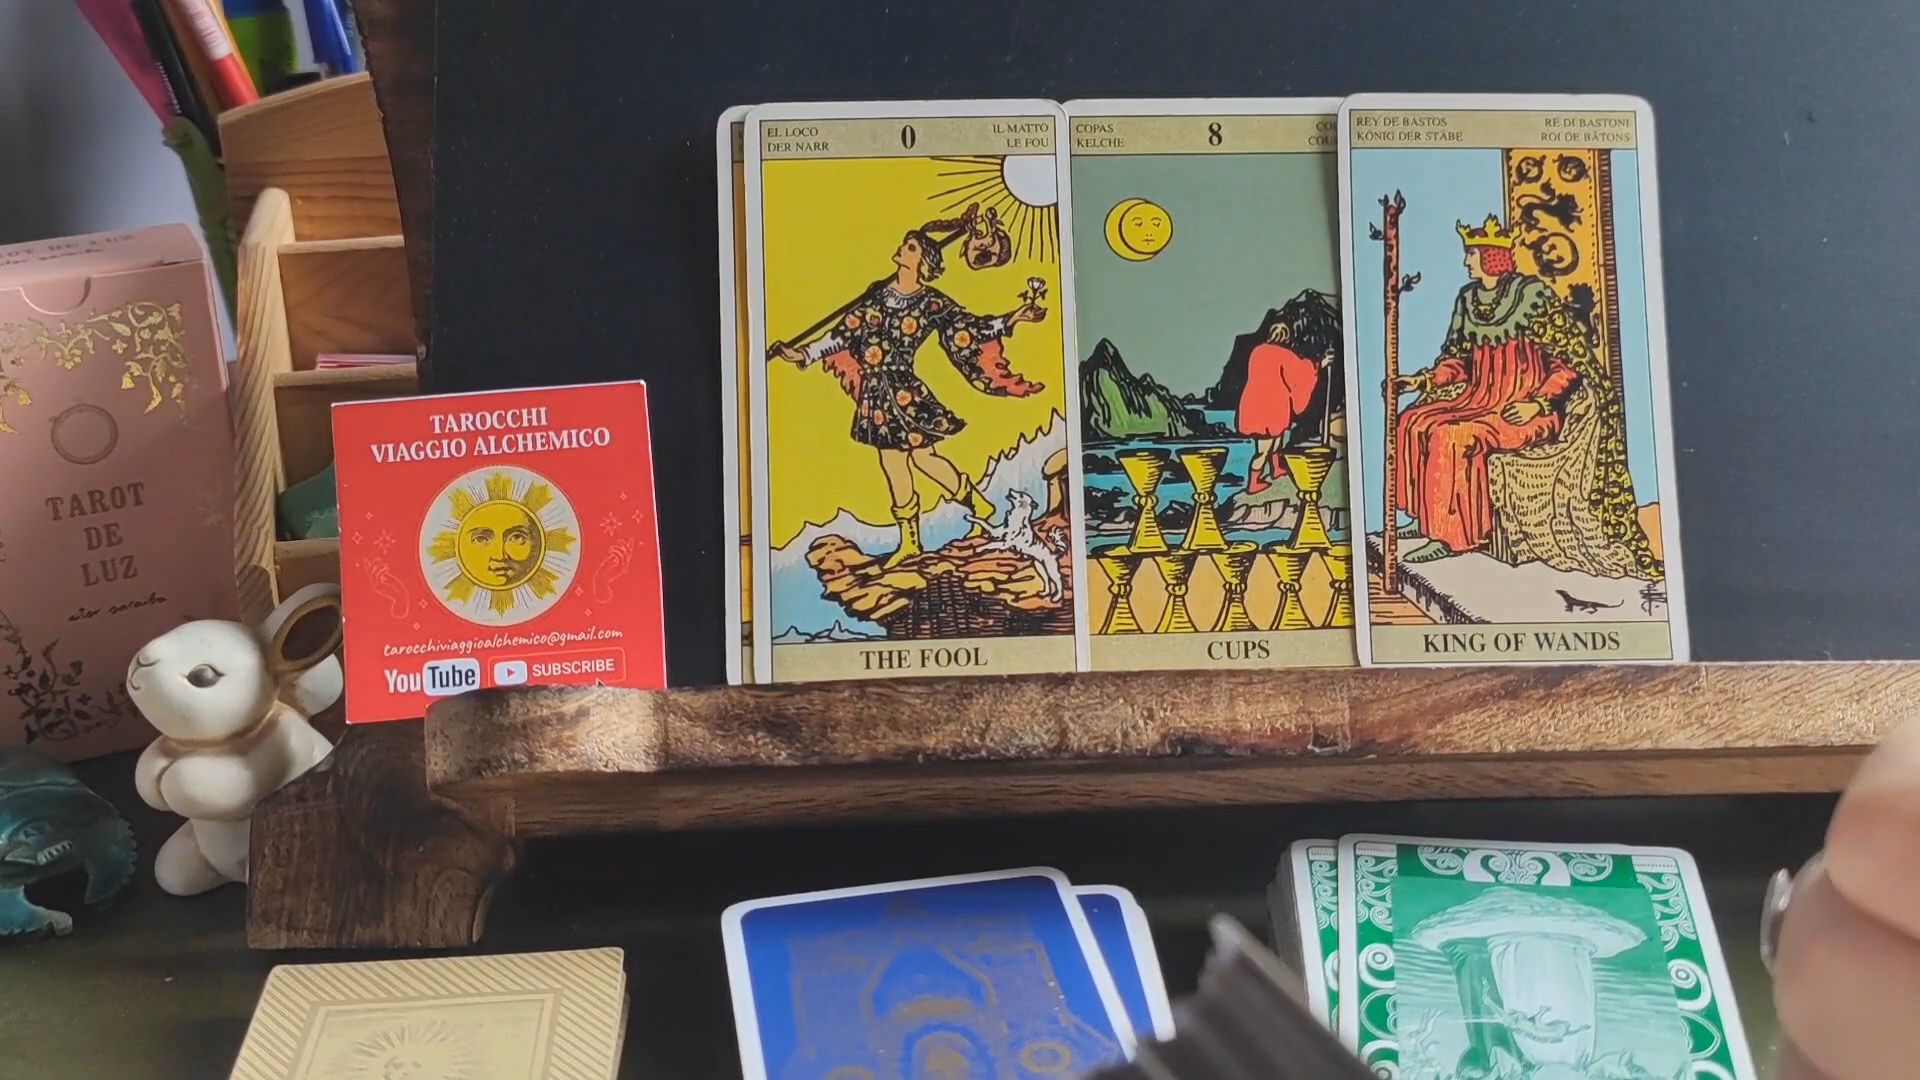 EL LOCO
DER NARR
0
IL MATTO
LE FOU
THE FOOL
COPAS
KELCHE
8
CUPS
REY DE BASTOS
KÖNIG DER STÄBE
RE DI BASTONI
ROI DE BÂTONS
KING OF WANDS
TAROCCHI
VIAGGIO ALCHEMICO
tarocchiviaggioalchemico@gmail.com
YouTube
SUBSCRIBE
TAROT
DE
LUZ